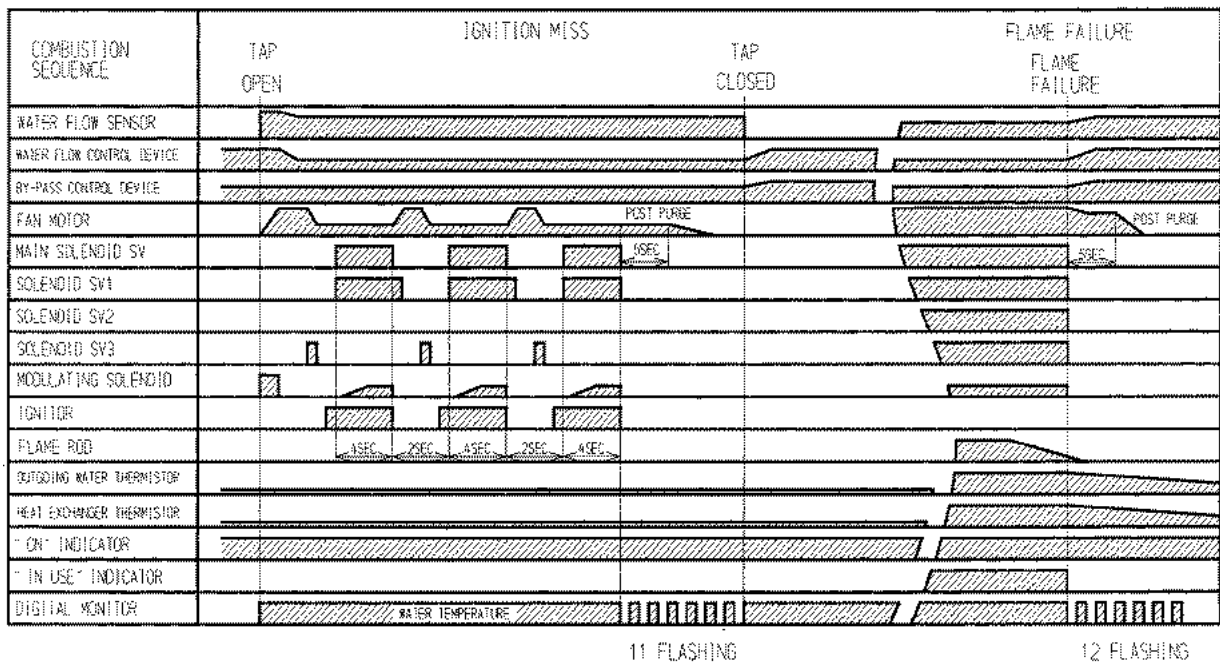 IGNITION MISS
FLAME FAILURE
COMBUSTION
SEQUENCE
TAP
OPEN
TAP
CLOSED
FLAME
FAILURE
WATER FLOW SENSOR
WATER FLOW CONTROL DEVICE
BY-PASS CONTROL DEVICE
FAN MOTOR
POST PURGE
POST PURGE
MAIN SOLENOID SV
5SEC
5SEC
SOLENOID SV1
SOLENOID SV2
SOLENOID SV3
MODULATING SOLENOID
IGNITOR
FLAME ROD
4SEC
2SEC
4SEC
2SEC
4SEC
OUTGOING WATER THERMISTOR
HEAT EXCHANGER THERMISTOR
"ON" INDICATOR
"IN USE" INDICATOR
DIGITAL MONITOR
WATER TEMPERATURE
11 FLASHING
12 FLASHING